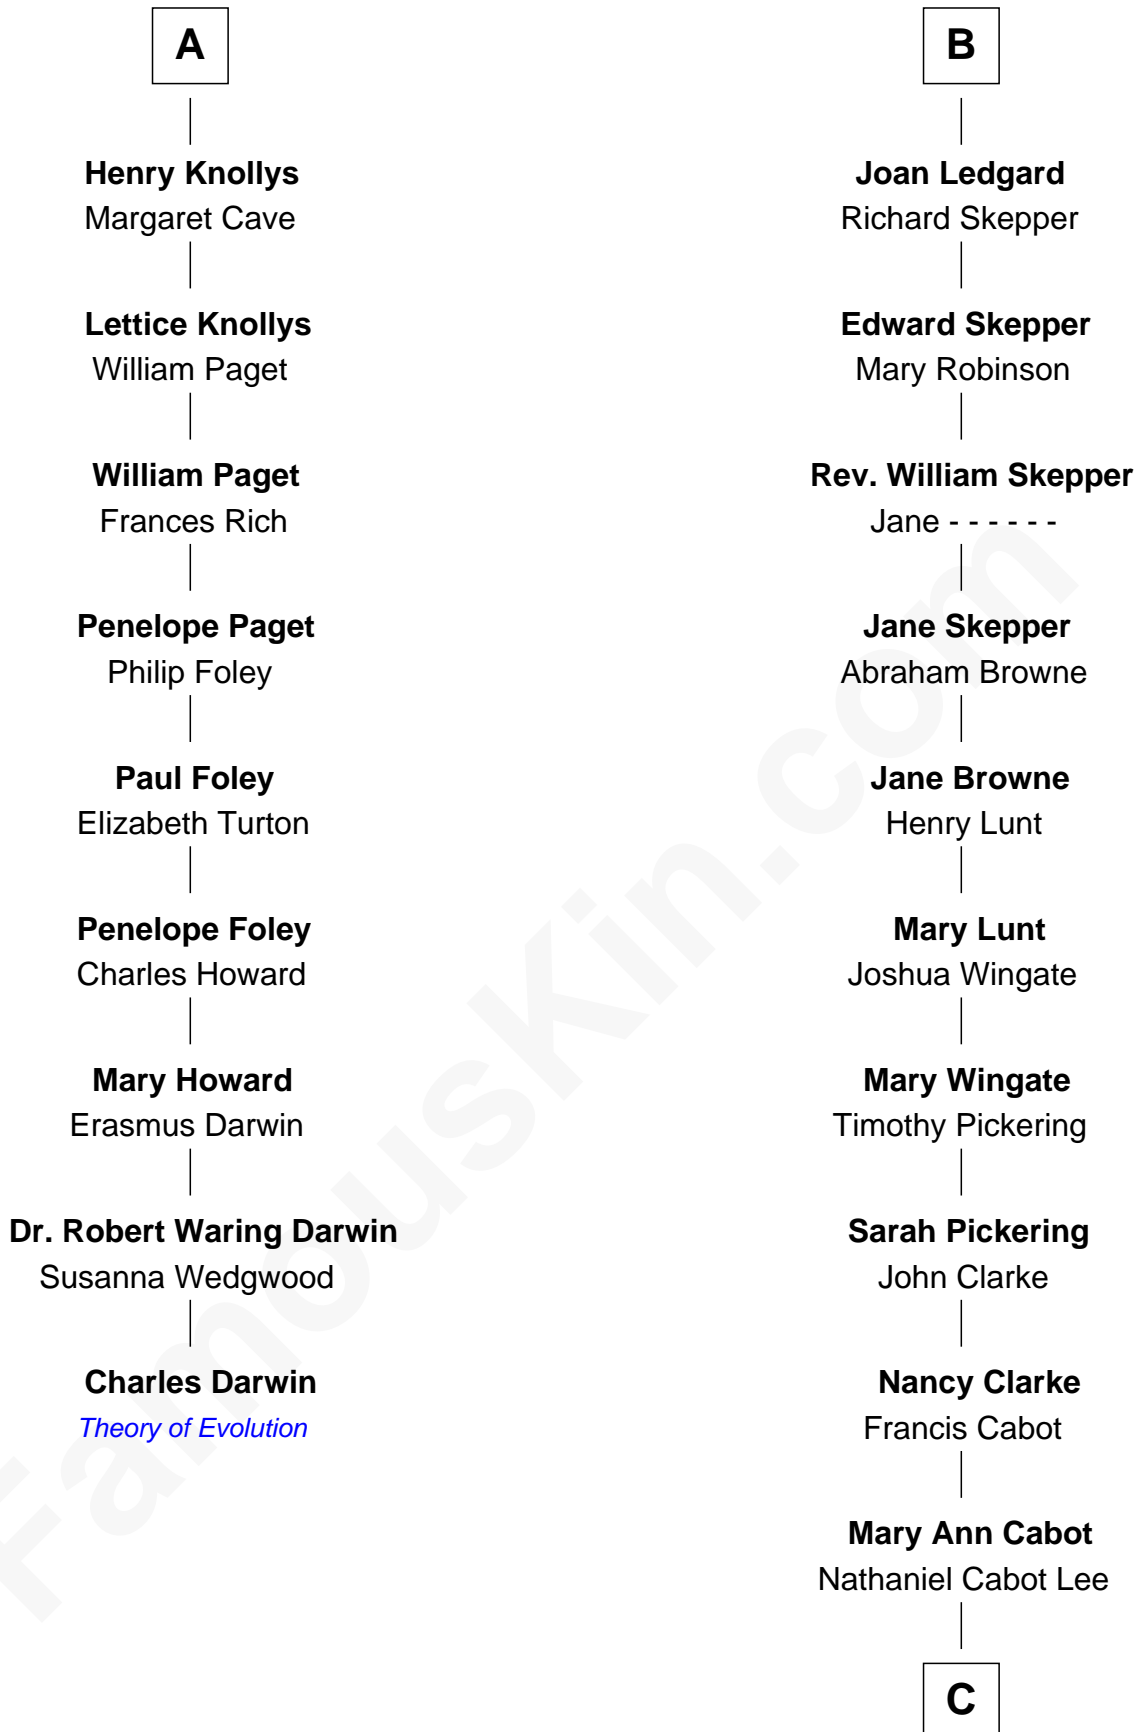 A
Henry Knollys
Margaret Cave
Lettice Knollys
William Paget
William Paget
Frances Rich
Penelope Paget
Philip Foley
Paul Foley
Elizabeth Turton
Penelope Foley
Charles Howard
Mary Howard
Erasmus Darwin
Dr. Robert Waring Darwin
Susanna Wedgwood
Charles Darwin
Theory of Evolution
B
Joan Ledgard
Richard Skepper
Edward Skepper
Mary Robinson
Rev. William Skepper
Jane - - - - - -
Jane Skepper
Abraham Browne
Jane Browne
Henry Lunt
Mary Lunt
Joshua Wingate
Mary Wingate
Timothy Pickering
Sarah Pickering
John Clarke
Nancy Clarke
Francis Cabot
Mary Ann Cabot
Nathaniel Cabot Lee
C
FamousKin.com